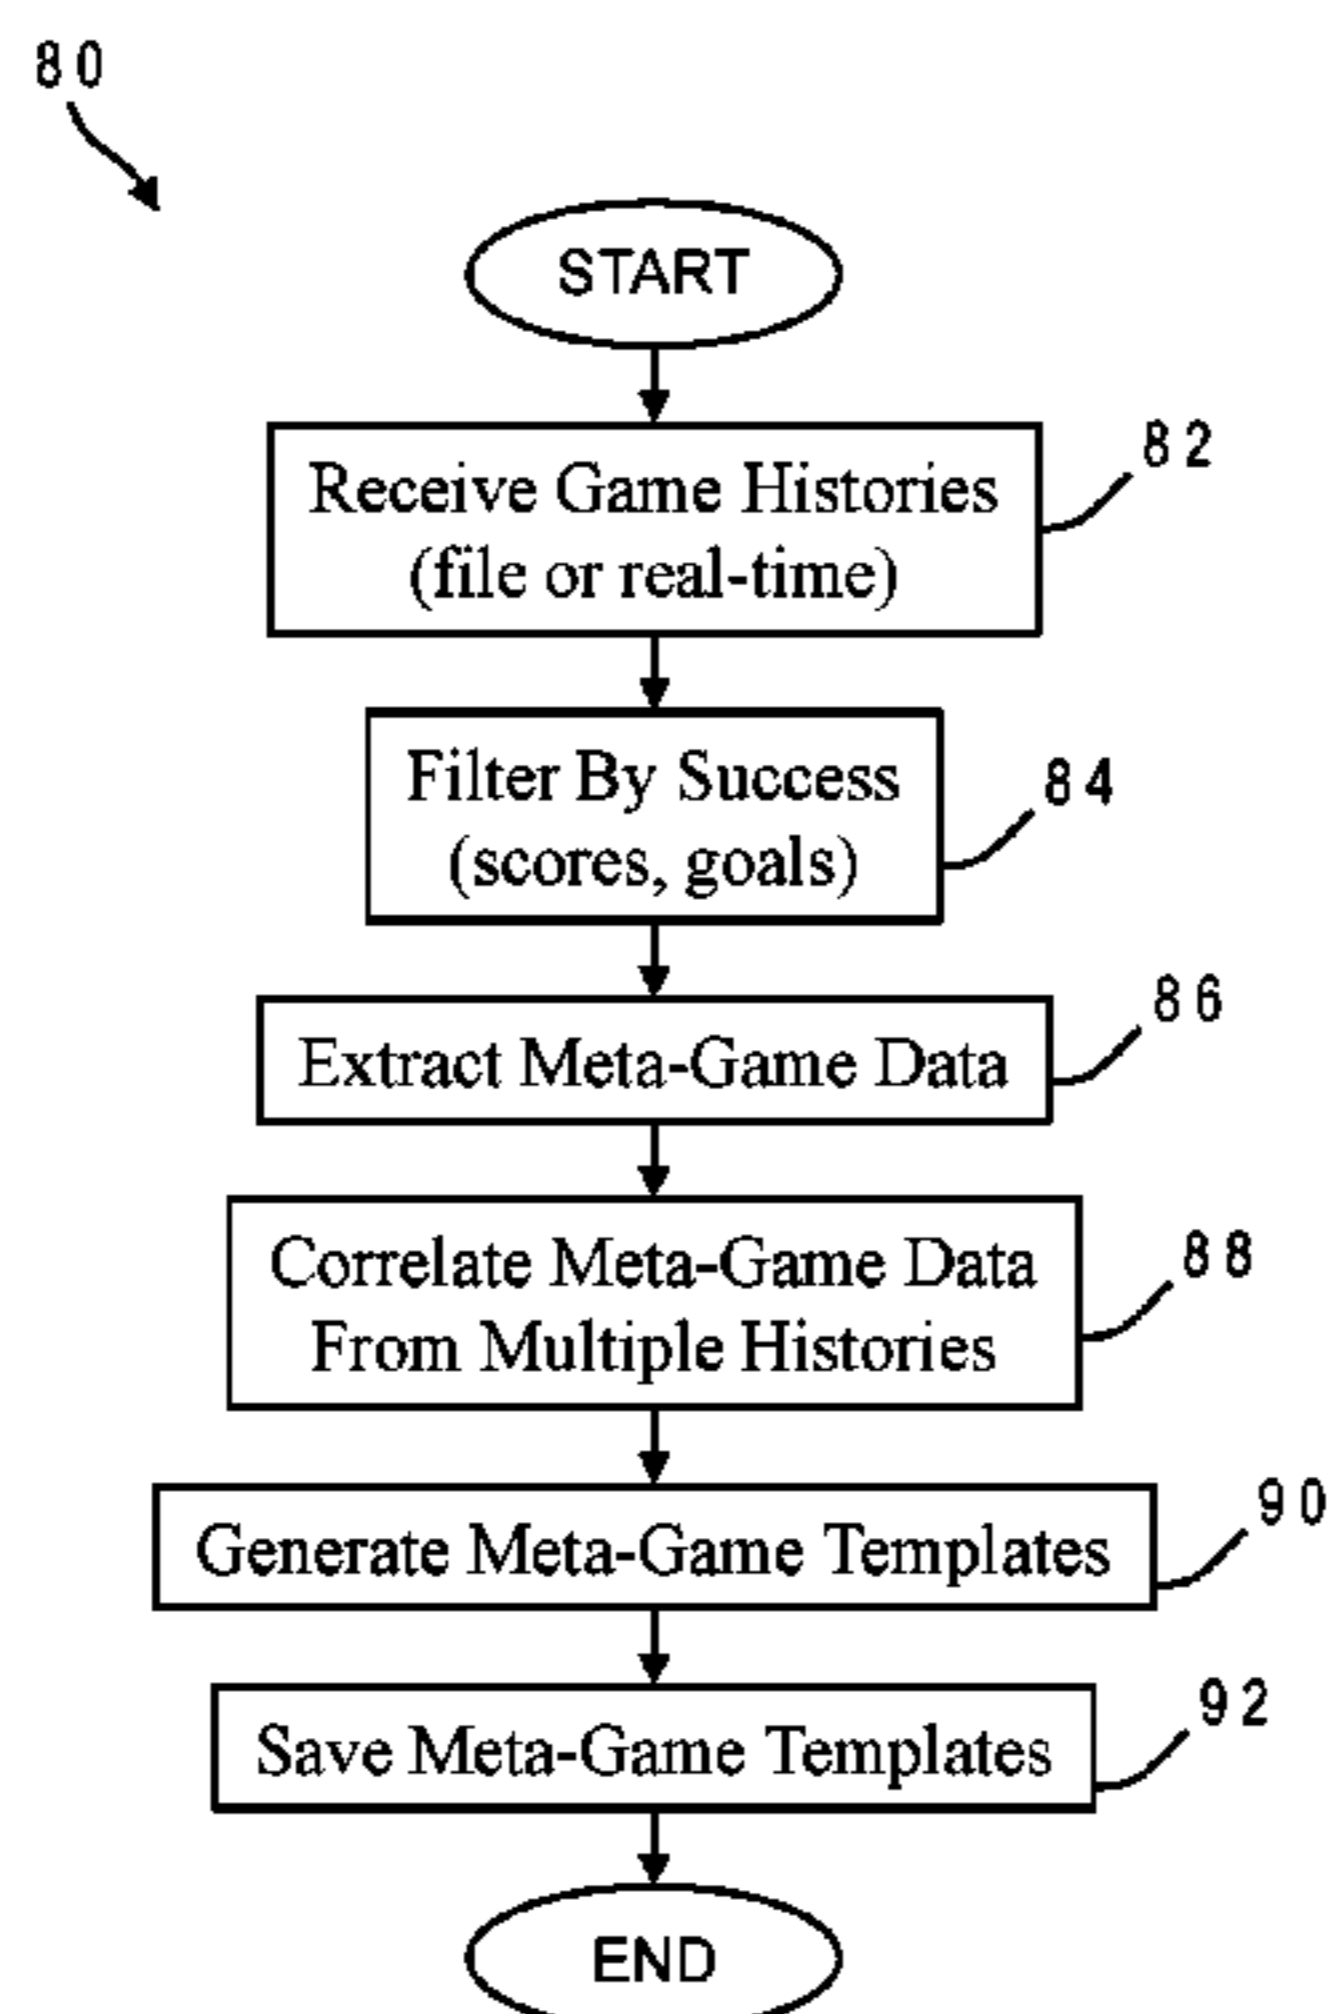 80
START
Receive Game Histories
(file or real-time)
82
Filter By Success
(scores, goals)
84
Extract Meta-Game Data
86
Correlate Meta-Game Data
From Multiple Histories
88
Generate Meta-Game Templates
90
Save Meta-Game Templates
92
END